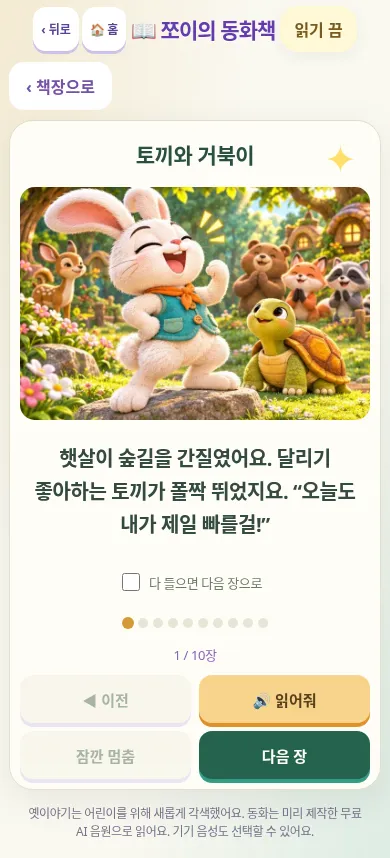 ‹ 뒤로 🏠 홈 📖 쪼이의 동화책 읽기 끔
‹ 책장으로
토끼와 거북이
햇살이 숲길을 간질였어요. 달리기
좋아하는 토끼가 폴짝 뛰었지요. “오늘도
내가 제일 빠를걸!”
다 들으면 다음 장으로
1 / 10장
◀ 이전 🔊 읽어줘
잠깐 멈춤 다음 장
옛이야기는 어린이를 위해 새롭게 각색했어요. 동화는 미리 제작한 무료
AI 음원으로 읽어요. 기기 음성도 선택할 수 있어요.